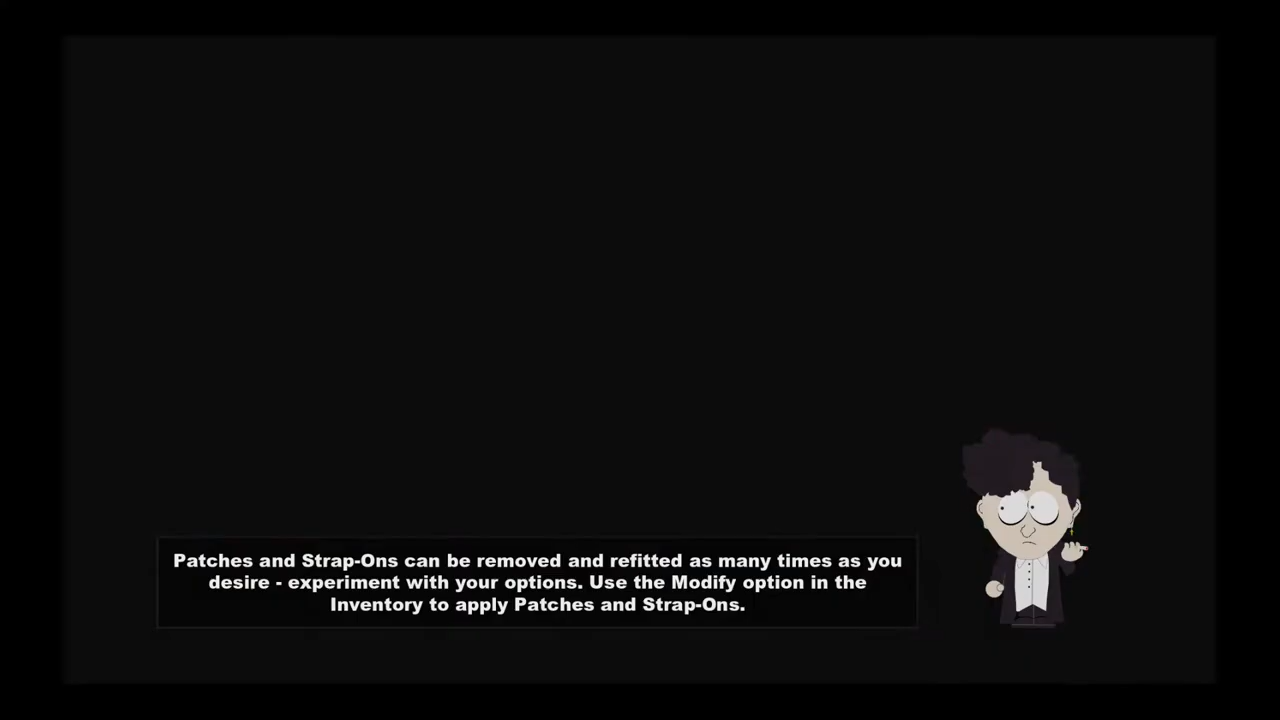 Patches and Strap-Ons can be removed and refitted as many times as you
desire - experiment with your options. Use the Modify option in the
Inventory to apply Patches and Strap-Ons.